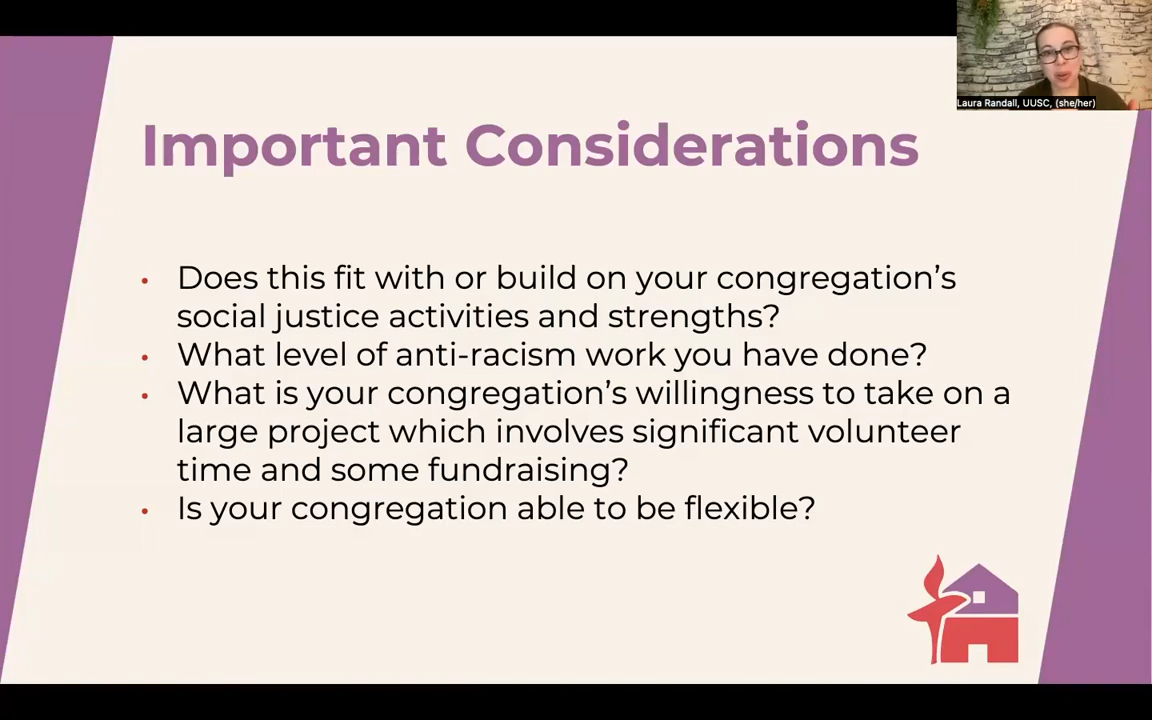 Laura Randall, UUSC, (she/her)
Important Considerations
• Does this fit with or build on your congregation’s
social justice activities and strengths?
• What level of anti-racism work you have done?
• What is your congregation’s willingness to take on a
large project which involves significant volunteer
time and some fundraising?
• Is your congregation able to be flexible?